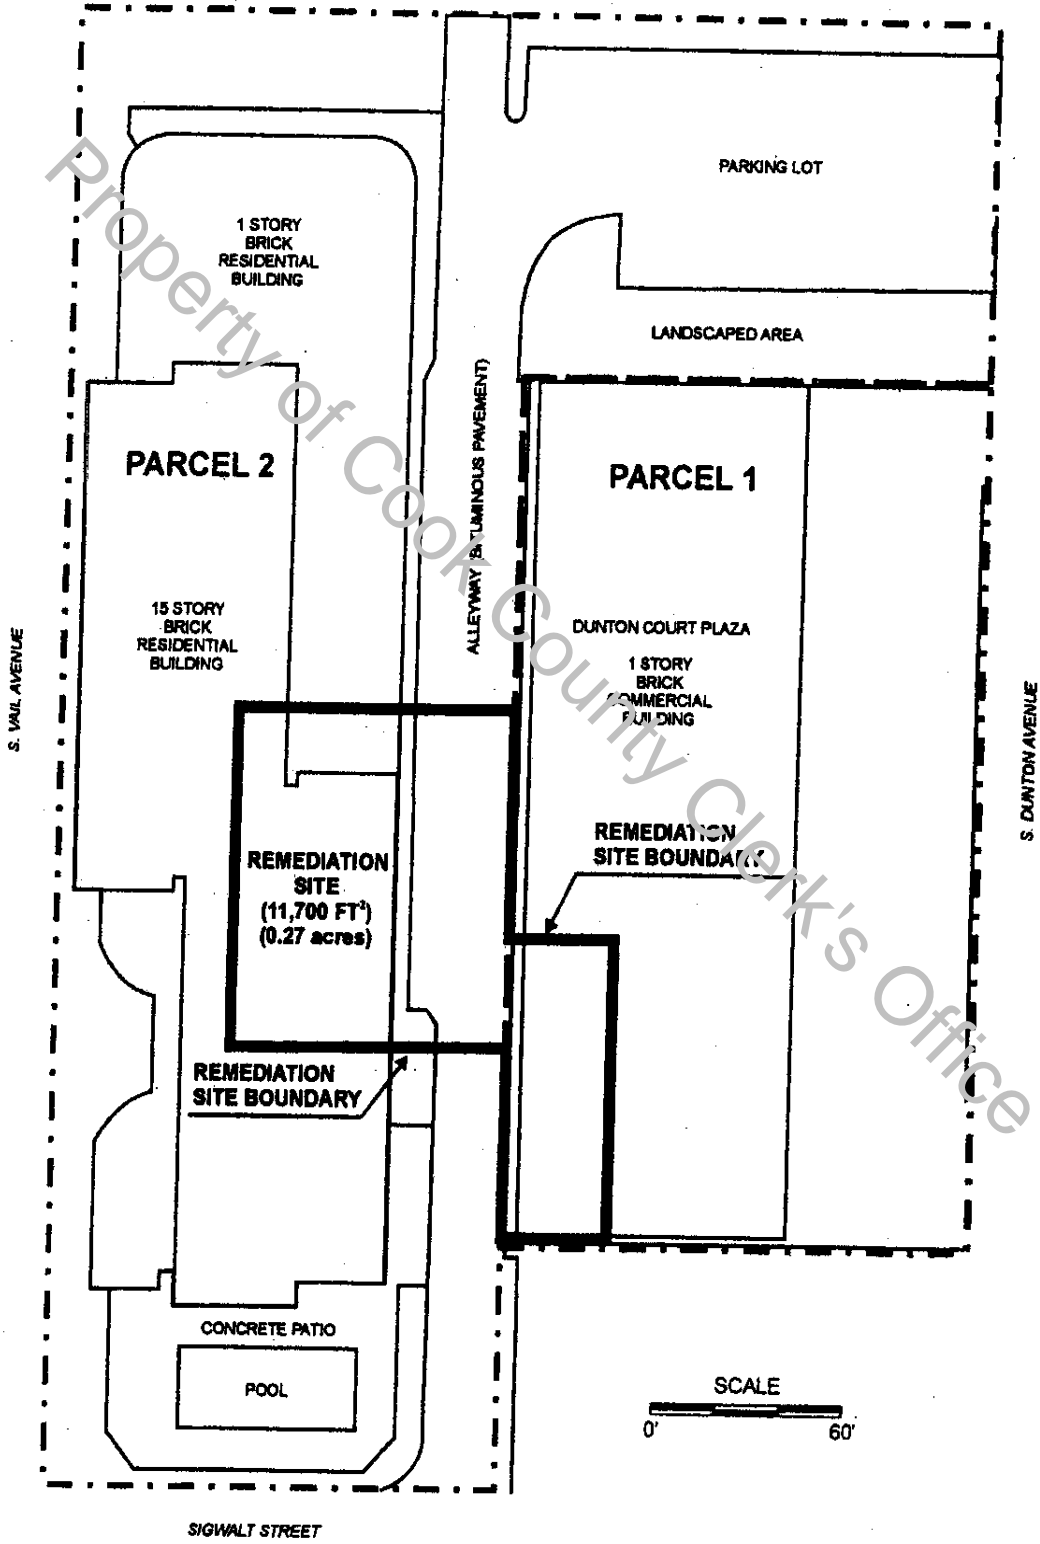 PARKING LOT
1 STORY
BRICK
RESIDENTIAL
BUILDING
LANDSCAPED AREA
ALLEYWAY (BITUMINOUS PAVEMENT)
PARCEL 2
PARCEL 1
15 STORY
BRICK
RESIDENTIAL
BUILDING
DUNTON COURT PLAZA
1 STORY
BRICK
COMMERCIAL
BUILDING
S. VAIL AVENUE
S. DUNTON AVENUE
REMEDIATION
SITE BOUNDARY
REMEDIATION
SITE
(11,700 FT²)
(0.27 acres)
REMEDIATION
SITE BOUNDARY
CONCRETE PATIO
POOL
SCALE
0' 60'
SIGWALT STREET
Property of Cook County Clerk's Office